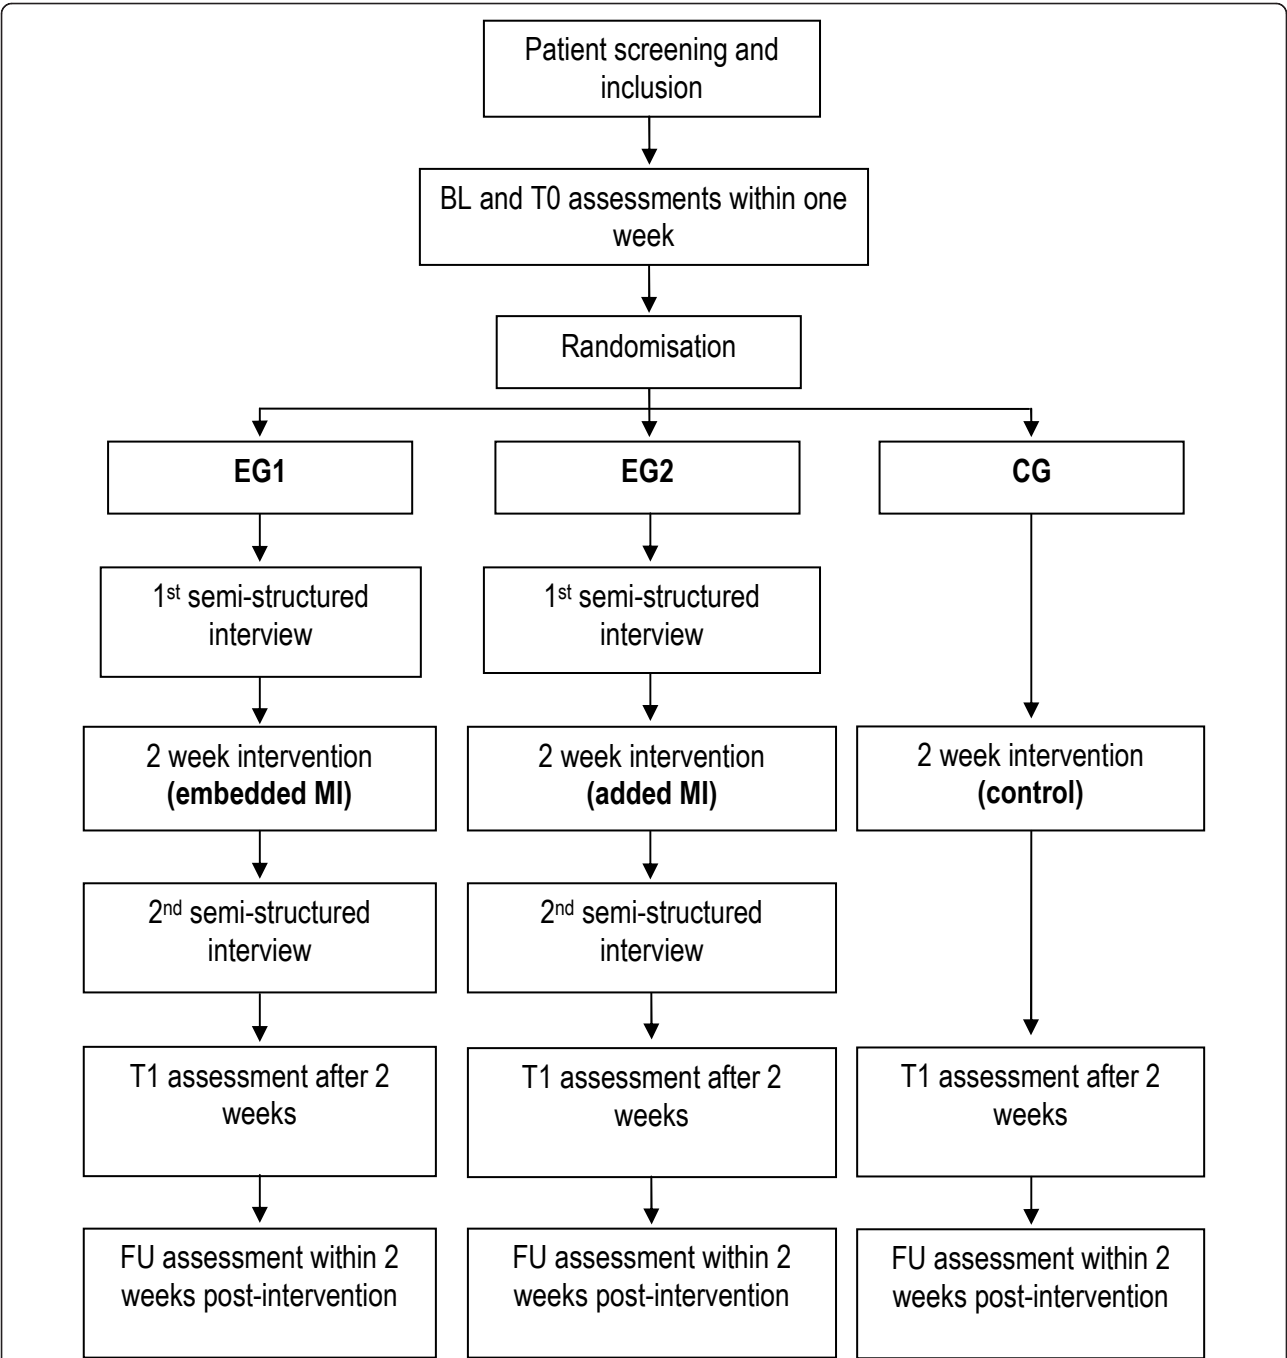 Patient screening and
inclusion
BL and T0 assessments within one
week
Randomisation
EG1
EG2
CG
1st semi-structured
interview
1st semi-structured
interview
2 week intervention
(embedded MI)
2 week intervention
(added MI)
2 week intervention
(control)
2nd semi-structured
interview
2nd semi-structured
interview
T1 assessment after 2
weeks
T1 assessment after 2
weeks
T1 assessment after 2
weeks
FU assessment within 2
weeks post-intervention
FU assessment within 2
weeks post-intervention
FU assessment within 2
weeks post-intervention